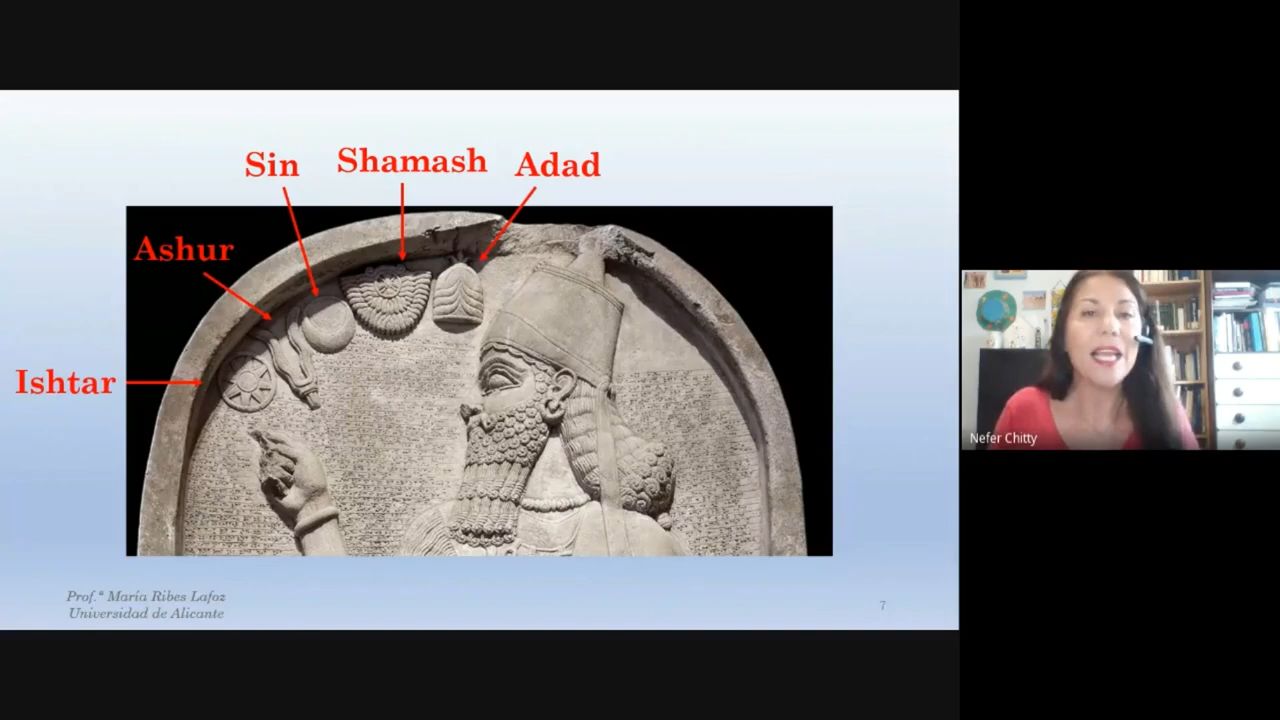 Sin
Shamash
Adad
Ashur
Ishtar
Prof.ª María Ribes Lafoz
Universidad de Alicante
7
Nefer Chitty